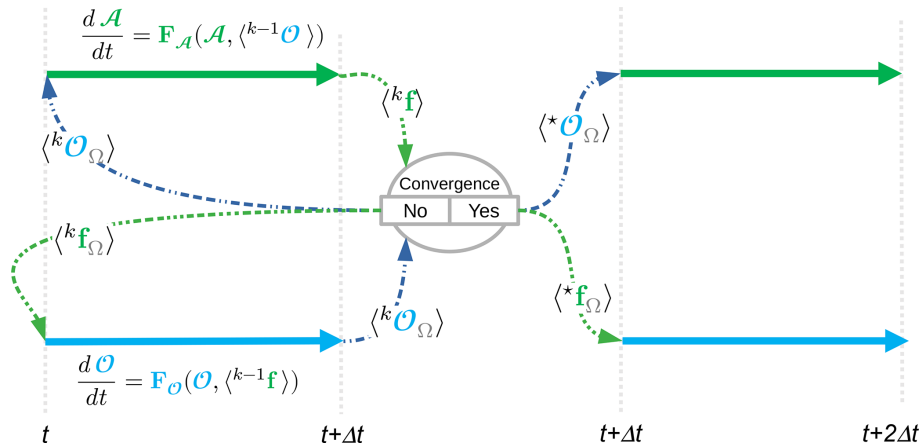 d𝒜/dt = F_𝒜(𝒜, ⟨^{k-1}𝒪⟩)
⟨^k f⟩
⟨^k 𝒪_Ω⟩
⟨^⋆ 𝒪_Ω⟩
Convergence
No Yes
⟨^k f_Ω⟩
⟨^⋆ f_Ω⟩
⟨^k 𝒪_Ω⟩
d𝒪/dt = F_𝒪(𝒪, ⟨^{k-1}f⟩)
t t+Δt t+Δt t+2Δt